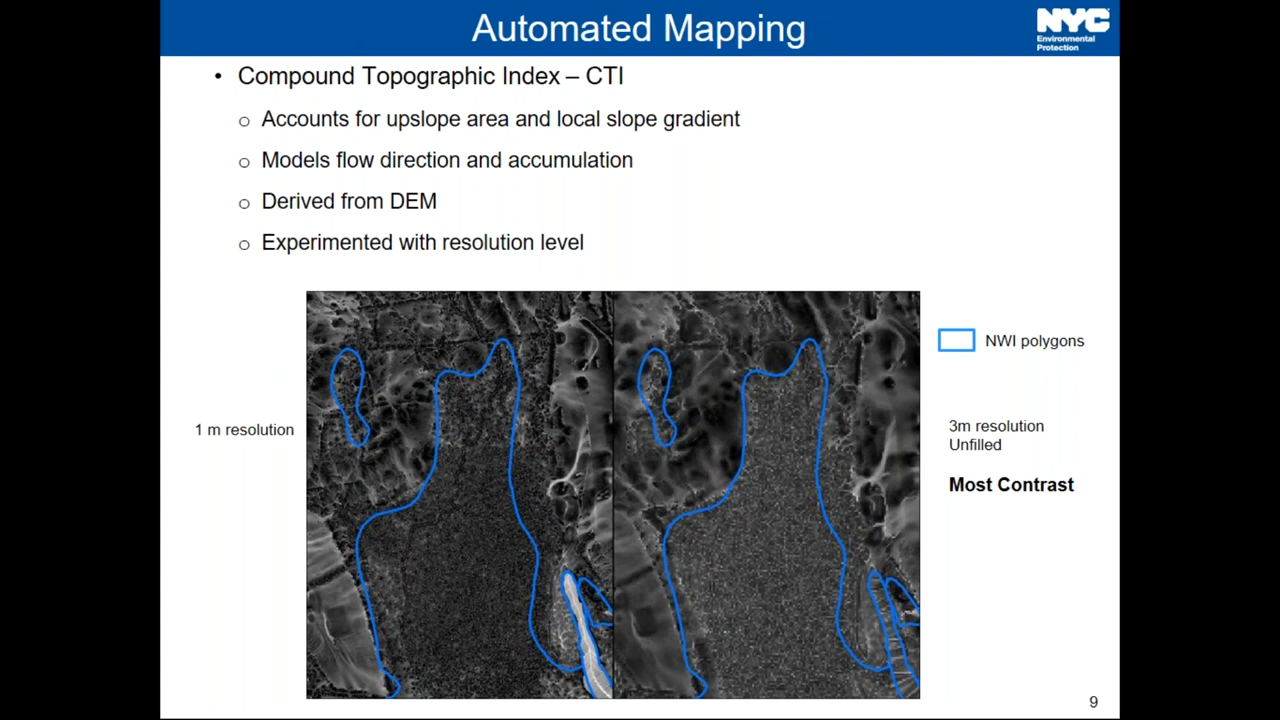 Automated Mapping
NYC
Environmental
Protection
• Compound Topographic Index – CTI
o Accounts for upslope area and local slope gradient
o Models flow direction and accumulation
o Derived from DEM
o Experimented with resolution level
NWI polygons
1 m resolution
3m resolution
Unfilled
Most Contrast
9